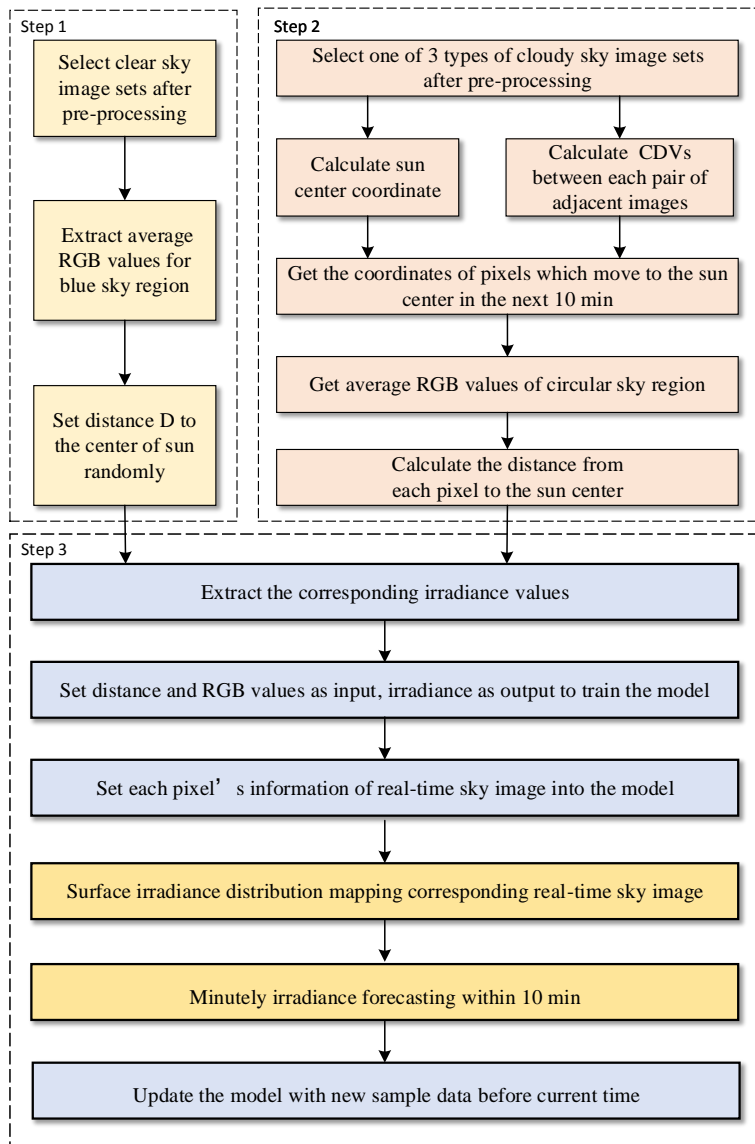 Step 1
Select clear sky
image sets after
pre-processing
Extract average
RGB values for
blue sky region
Set distance D to
the center of sun
randomly
Step 2
Select one of 3 types of cloudy sky image sets
after pre-processing
Calculate sun
center coordinate
Calculate CDVs
between each pair of
adjacent images
Get the coordinates of pixels which move to the sun
center in the next 10 min
Get average RGB values of circular sky region
Calculate the distance from
each pixel to the sun center
Step 3
Extract the corresponding irradiance values
Set distance and RGB values as input, irradiance as output to train the model
Set each pixel’s information of real-time sky image into the model
Surface irradiance distribution mapping corresponding real-time sky image
Minutely irradiance forecasting within 10 min
Update the model with new sample data before current time